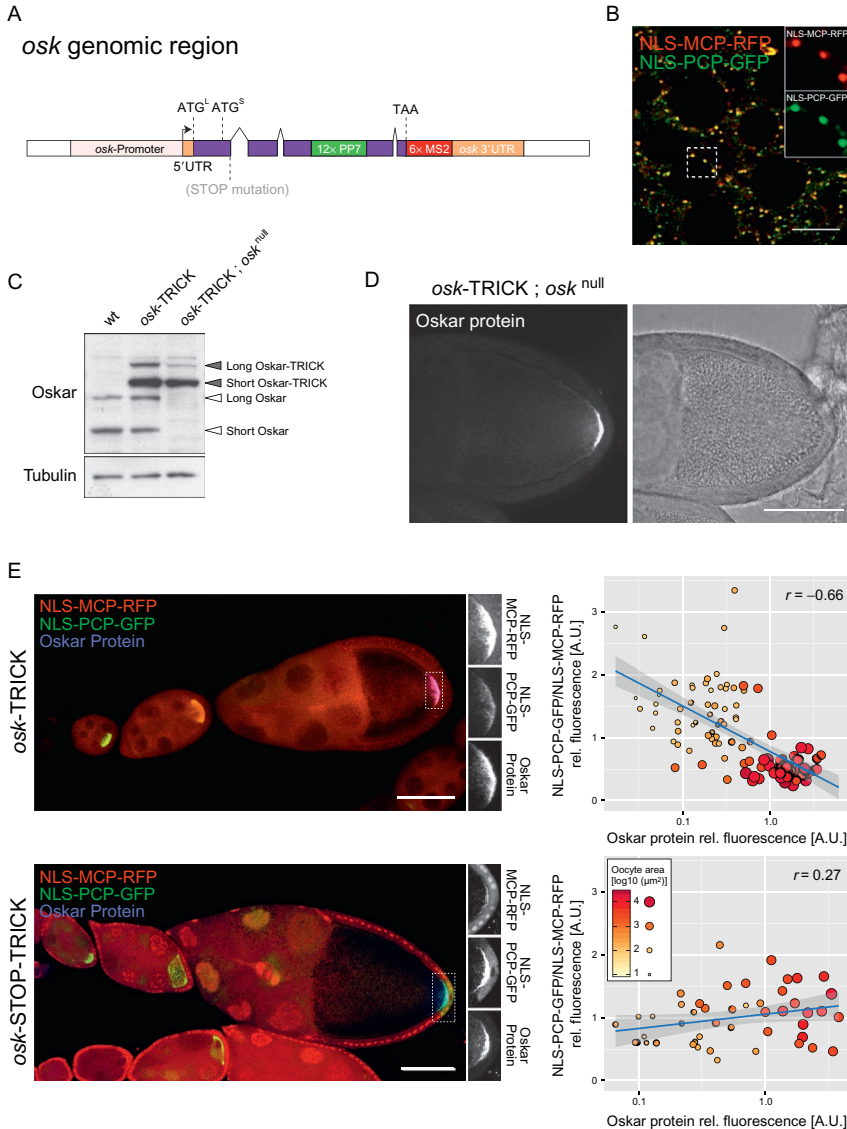 A
osk genomic region
ATG^L ATG^S
TAA
osk-Promoter
12× PP7
6× MS2
osk 3′UTR
5′UTR
(STOP mutation)
B
NLS-MCP-RFP
NLS-PCP-GFP
NLS-MCP-RFP
NLS-PCP-GFP
C
wt
osk-TRICK
osk-TRICK ; osk^null
Oskar
Long Oskar-TRICK
Short Oskar-TRICK
Long Oskar
Short Oskar
Tubulin
D
osk-TRICK ; osk^null
Oskar protein
E
osk-TRICK
NLS-MCP-RFP
NLS-PCP-GFP
Oskar Protein
NLS-
MCP-RFP
NLS-
PCP-GFP
Oskar
Protein
r = –0.66
NLS-PCP-GFP/NLS-MCP-RFP
rel. fluorescence [A.U.]
3
2
1
0
0.1
1.0
Oskar protein rel. fluorescence [A.U.]
osk-STOP-TRICK
NLS-MCP-RFP
NLS-PCP-GFP
Oskar Protein
NLS-
MCP-RFP
NLS-
PCP-GFP
Oskar
Protein
r = 0.27
Oocyte area
[log10 (μm²)]
4
3
2
1
NLS-PCP-GFP/NLS-MCP-RFP
rel. fluorescence [A.U.]
3
2
1
0
0.1
1.0
Oskar protein rel. fluorescence [A.U.]